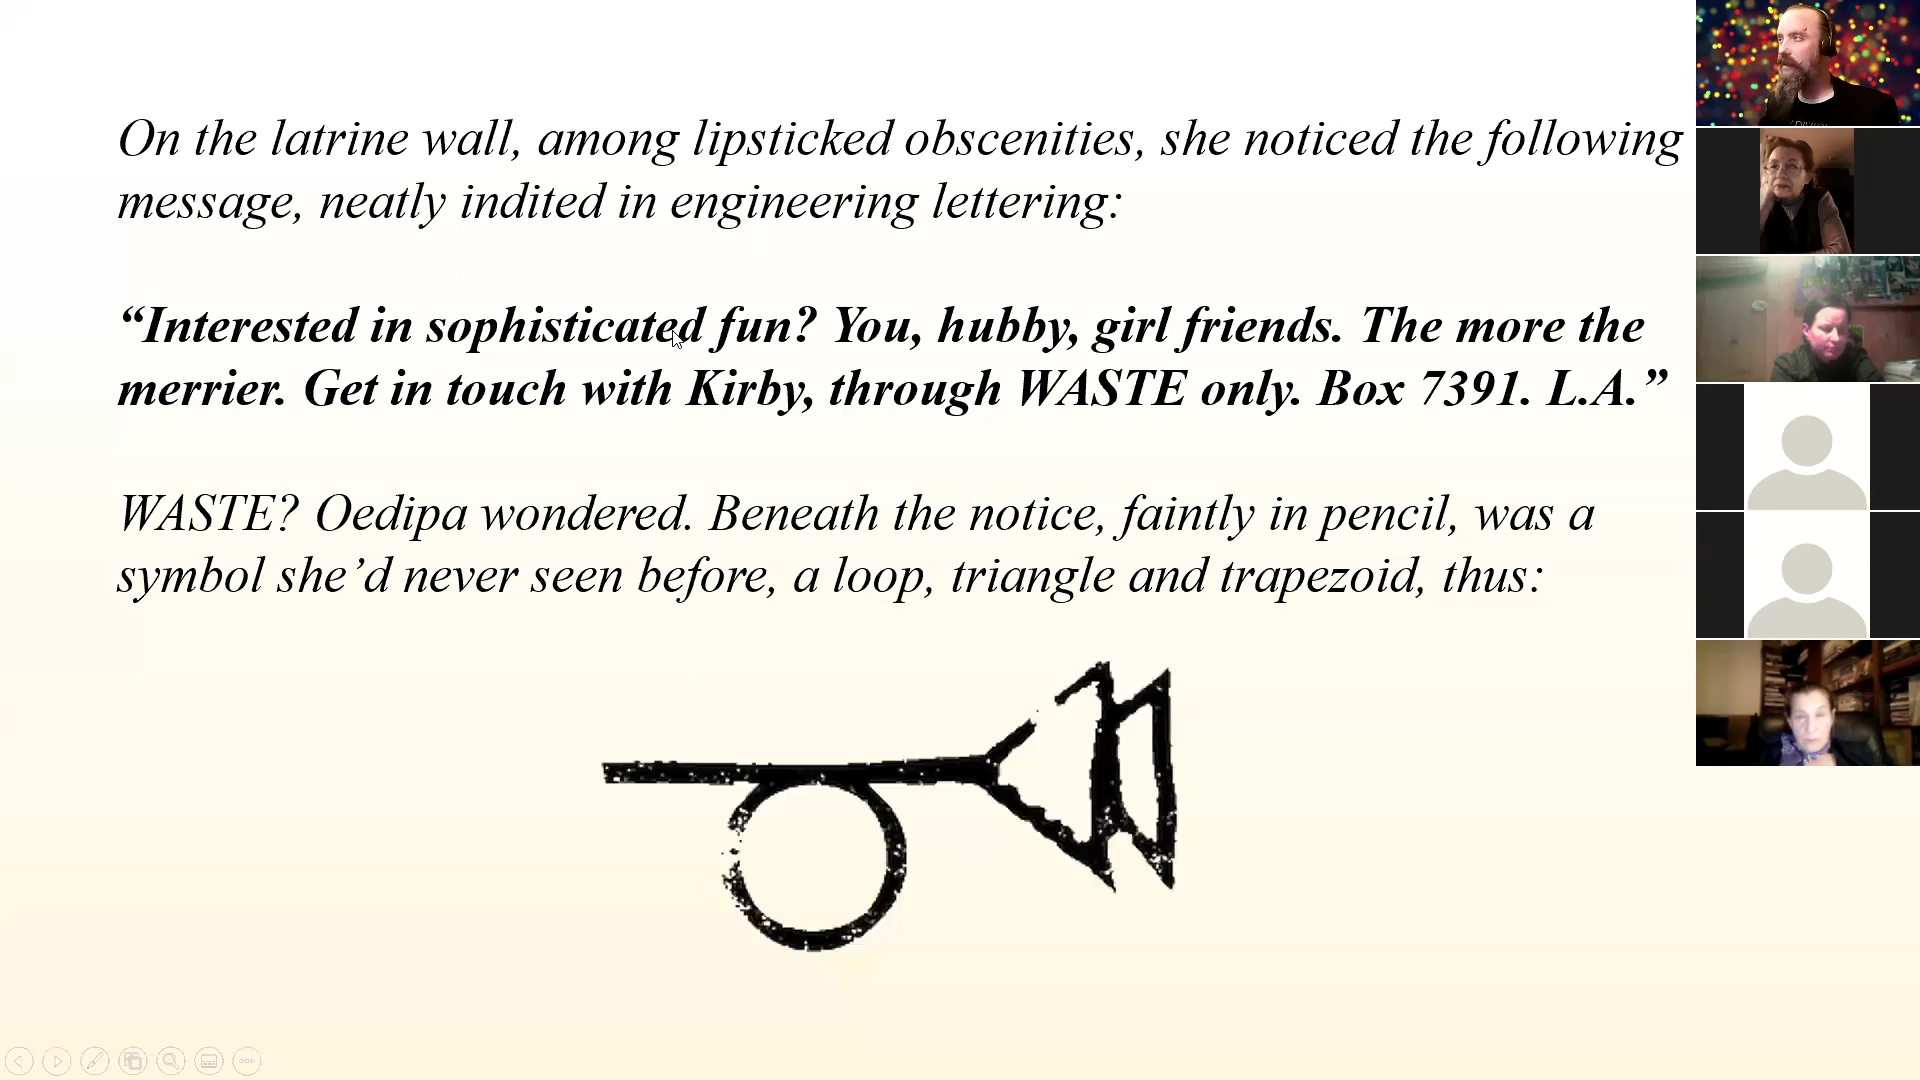 On the latrine wall, among lipsticked obscenities, she noticed the following
message, neatly indited in engineering lettering:
“Interested in sophisticated fun? You, hubby, girl friends. The more the
merrier. Get in touch with Kirby, through WASTE only. Box 7391. L.A.”
WASTE? Oedipa wondered. Beneath the notice, faintly in pencil, was a
symbol she’d never seen before, a loop, triangle and trapezoid, thus: